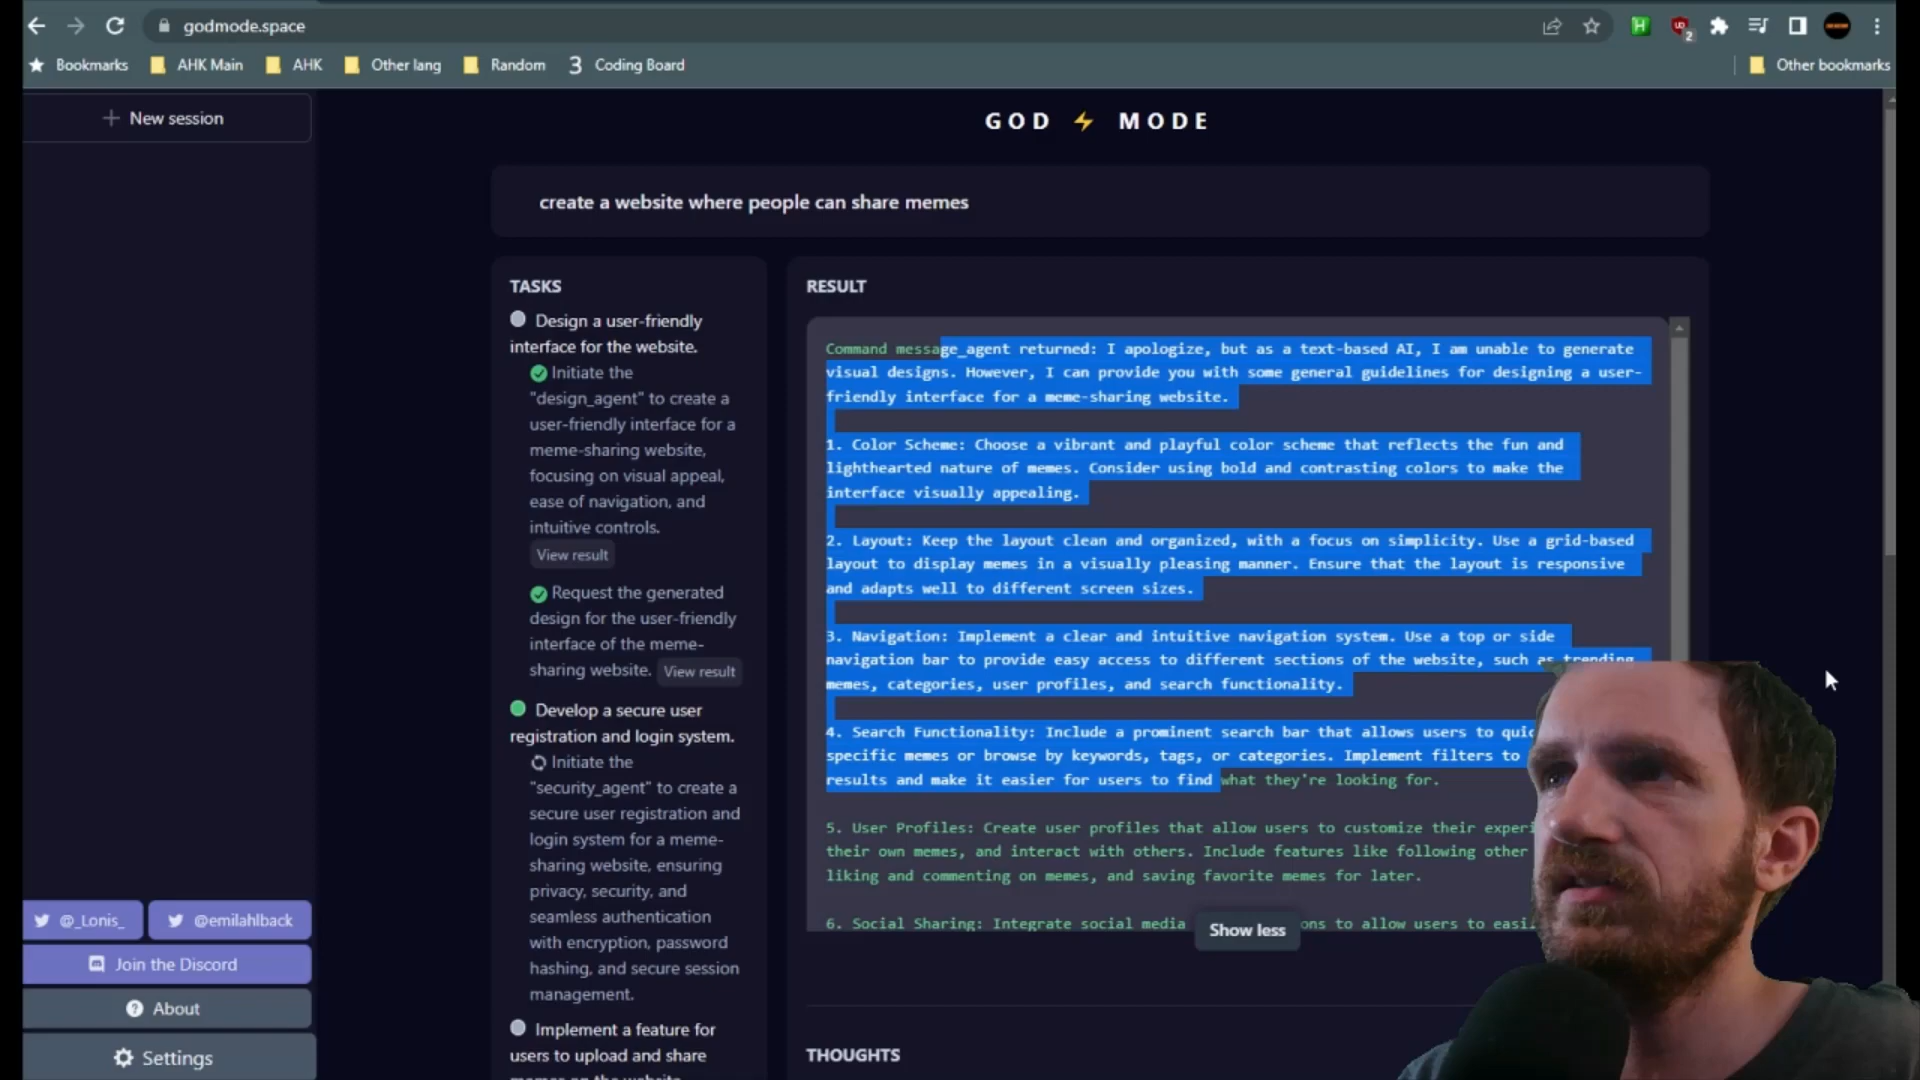 godmode.space
2
Bookmarks AHK Main AHK Other lang Random 3 Coding Board Other bookmarks
New session
GOD MODE
create a website where people can share memes
TASKS
Design a user-friendly
interface for the website.
Initiate the
"design_agent" to create a
user-friendly interface for a
meme-sharing website,
focusing on visual appeal,
ease of navigation, and
intuitive controls.
View result
Request the generated
design for the user-friendly
interface of the meme-
sharing website. View result
Develop a secure user
registration and login system.
Initiate the
"security_agent" to create a
secure user registration and
login system for a meme-
sharing website, ensuring
privacy, security, and
seamless authentication
with encryption, password
hashing, and secure session
management.
Implement a feature for
users to upload and share
RESULT
Command message_agent returned: I apologize, but as a text-based AI, I am unable to generate
visual designs. However, I can provide you with some general guidelines for designing a user-
friendly interface for a meme-sharing website.
1. Color Scheme: Choose a vibrant and playful color scheme that reflects the fun and
lighthearted nature of memes. Consider using bold and contrasting colors to make the
interface visually appealing.
2. Layout: Keep the layout clean and organized, with a focus on simplicity. Use a grid-based
layout to display memes in a visually pleasing manner. Ensure that the layout is responsive
and adapts well to different screen sizes.
3. Navigation: Implement a clear and intuitive navigation system. Use a top or side
navigation bar to provide easy access to different sections of the website, such as trending
memes, categories, user profiles, and search functionality.
4. Search Functionality: Include a prominent search bar that allows users to quic
specific memes or browse by keywords, tags, or categories. Implement filters to
results and make it easier for users to find what they're looking for.
5. User Profiles: Create user profiles that allow users to customize their experi
their own memes, and interact with others. Include features like following other
liking and commenting on memes, and saving favorite memes for later.
6. Social Sharing: Integrate social media ons to allow users to easi
Show less
THOUGHTS
@_Lonis_ @emilahlback
Join the Discord
About
Settings